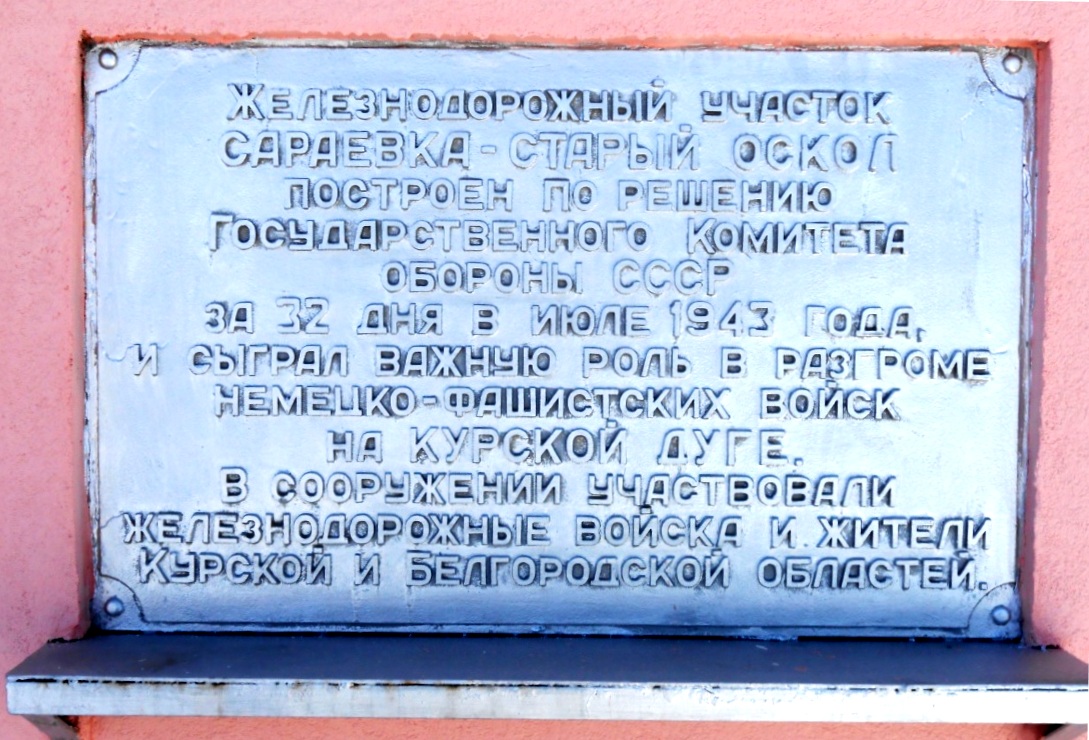 ЖЕЛЕЗНОДОРОЖНЫЙ УЧАСТОК
САРАЕВКА - СТАРЫЙ ОСКОЛ
ПОСТРОЕН ПО РЕШЕНИЮ
ГОСУДАРСТВЕННОГО КОМИТЕТА
ОБОРОНЫ СССР
ЗА 32 ДНЯ В ИЮЛЕ 1943 ГОДА,
И СЫГРАЛ ВАЖНУЮ РОЛЬ В РАЗГРОМЕ
НЕМЕЦКО-ФАШИСТСКИХ ВОЙСК
НА КУРСКОЙ ДУГЕ.
В СООРУЖЕНИИ УЧАСТВОВАЛИ
ЖЕЛЕЗНОДОРОЖНЫЕ ВОЙСКА И ЖИТЕЛИ
КУРСКОЙ И БЕЛГОРОДСКОЙ ОБЛАСТЕЙ.